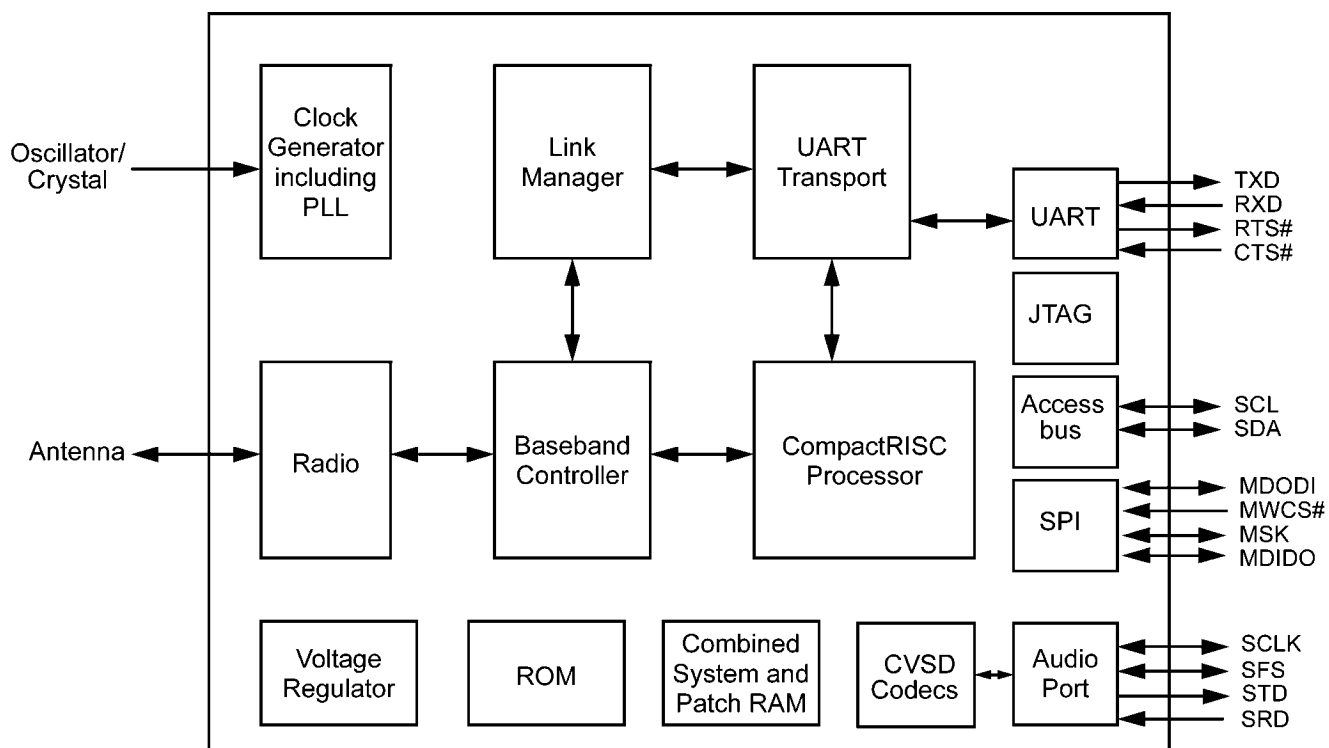 Clock
Generator
including
PLL
Link
Manager
UART
Transport
Oscillator/
Crystal
UART
TXD
RXD
RTS#
CTS#
JTAG
Antenna
Radio
Baseband
Controller
CompactRISC
Processor
Access
bus
SCL
SDA
SPI
MDODI
MWCS#
MSK
MDIDO
Voltage
Regulator
ROM
Combined
System and
Patch RAM
CVSD
Codecs
Audio
Port
SCLK
SFS
STD
SRD